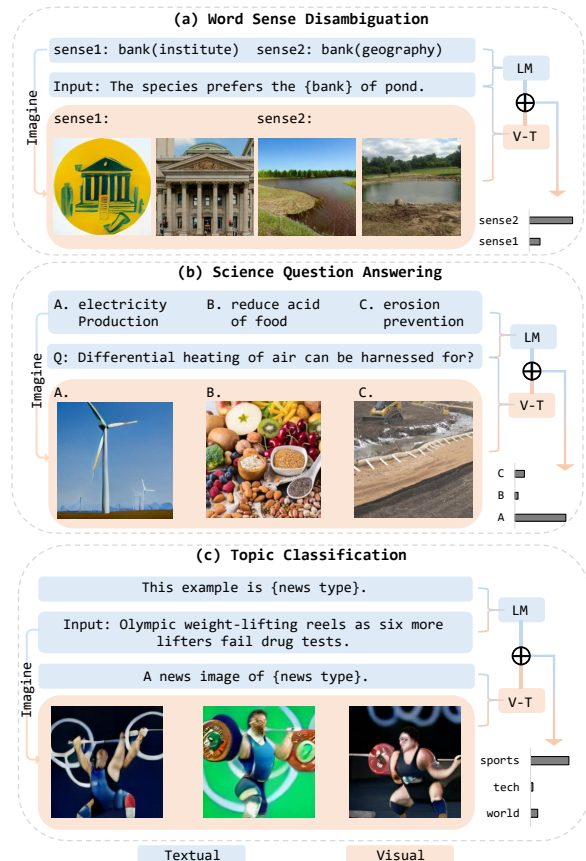 (a) Word Sense Disambiguation
sense1: bank(institute) sense2: bank(geography)
LM
Input: The species prefers the {bank} of pond.
Imagine
sense1: sense2:
V-T
sense2
sense1
(b) Science Question Answering
A. electricity Production
B. reduce acid of food
C. erosion prevention
LM
Q: Differential heating of air can be harnessed for?
Imagine
A. B. C.
V-T
C
B
A
(c) Topic Classification
This example is {news type}.
LM
Input: Olympic weight-lifting reels as six more
lifters fail drug tests.
Imagine
A news image of {news type}.
V-T
sports
tech
world
Textual Visual